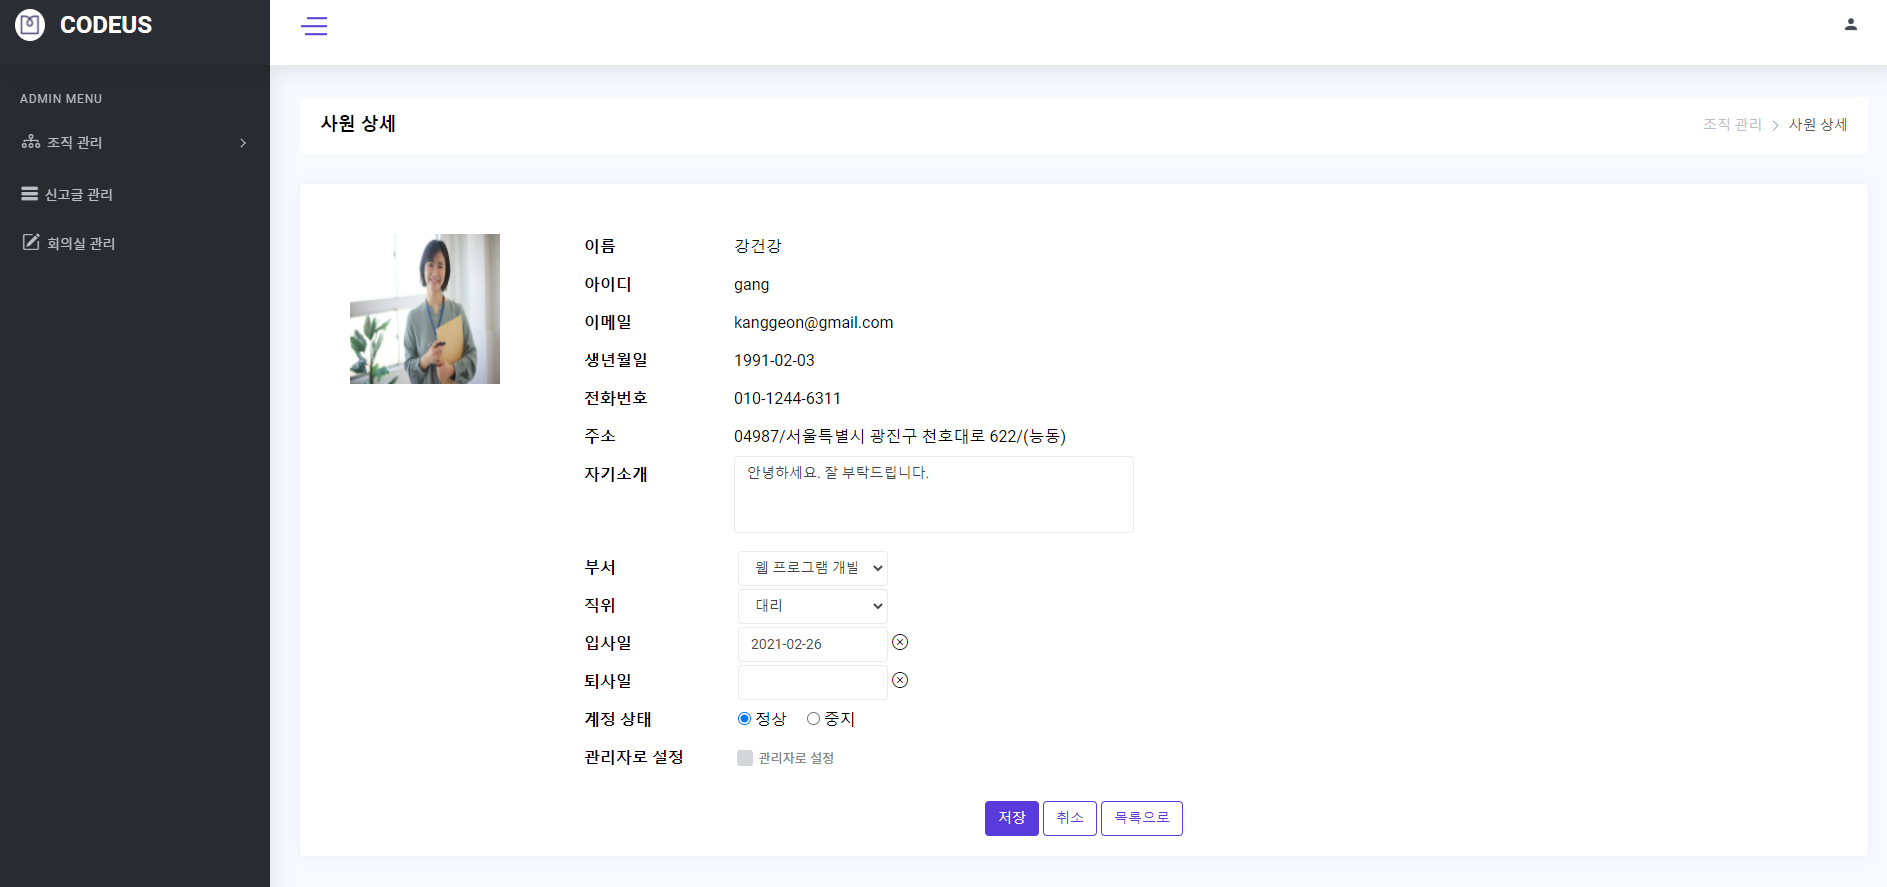 CODEUS
ADMIN MENU
조직 관리
신고글 관리
회의실 관리
사원 상세
조직 관리 > 사원 상세
이름 강건강
아이디 gang
이메일 kanggeon@gmail.com
생년월일 1991-02-03
전화번호 010-1244-6311
주소 04987/서울특별시 광진구 천호대로 622/(능동)
자기소개 안녕하세요. 잘 부탁드립니다.
부서 웹 프로그램 개발
직위 대리
입사일 2021-02-26
퇴사일
계정 상태 정상 중지
관리자로 설정 관리자로 설정
저장 취소 목록으로